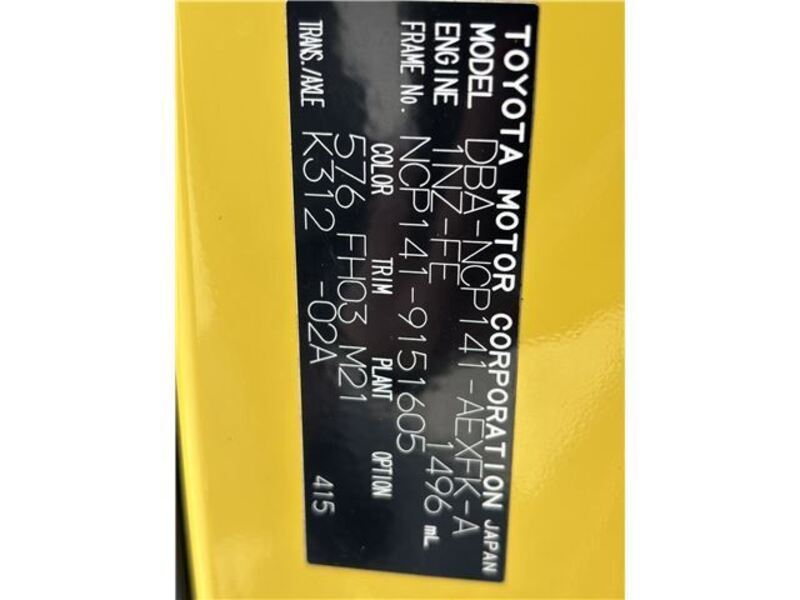 TOYOTA MOTOR CORPORATION JAPAN
MODEL DBA-NCP141-AEXFK-A
ENGINE 1NZ-FE 1496 mL
FRAME No. NCP141-9151605
COLOR TRIM PLANT OPTION
576 FH03 M21
TRANS./AXLE K312 -02A 415